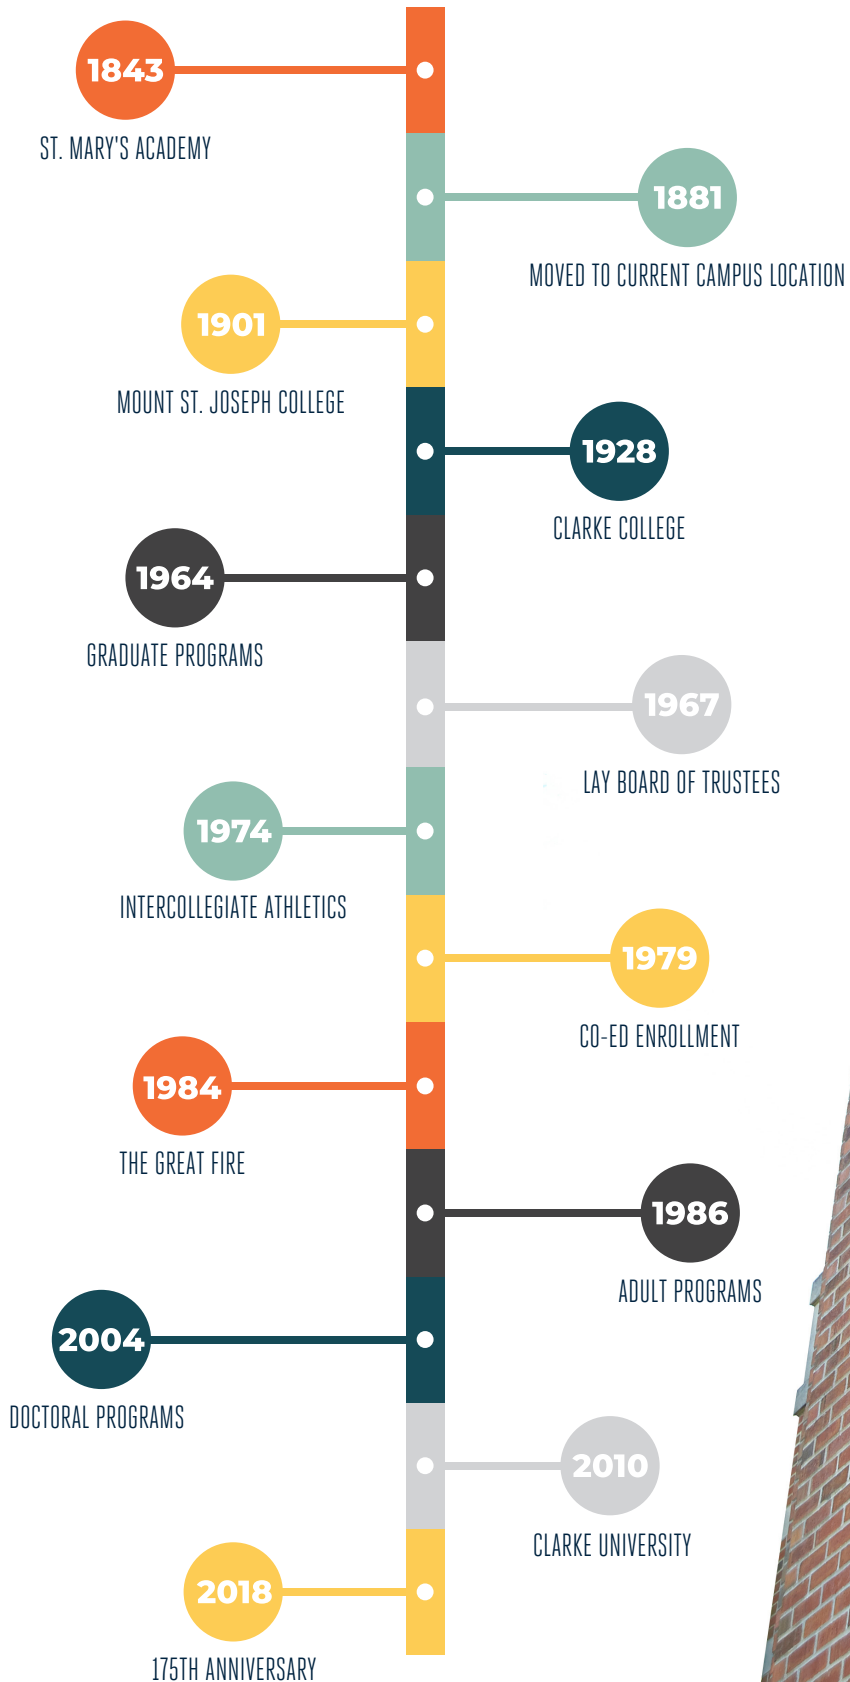 1843
ST. MARY'S ACADEMY
1881
MOVED TO CURRENT CAMPUS LOCATION
1901
MOUNT ST. JOSEPH COLLEGE
1928
CLARKE COLLEGE
1964
GRADUATE PROGRAMS
1967
LAY BOARD OF TRUSTEES
1974
INTERCOLLEGIATE ATHLETICS
1979
CO-ED ENROLLMENT
1984
THE GREAT FIRE
1986
ADULT PROGRAMS
2004
DOCTORAL PROGRAMS
2010
CLARKE UNIVERSITY
2018
175TH ANNIVERSARY